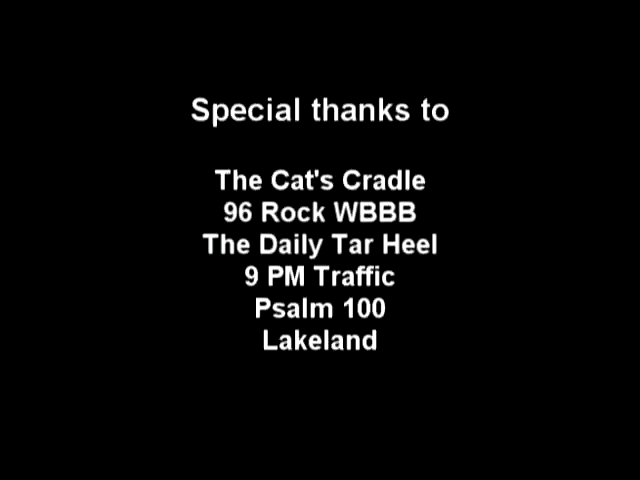 Special thanks to
The Cat's Cradle
96 Rock WBBB
The Daily Tar Heel
9 PM Traffic
Psalm 100
Lakeland